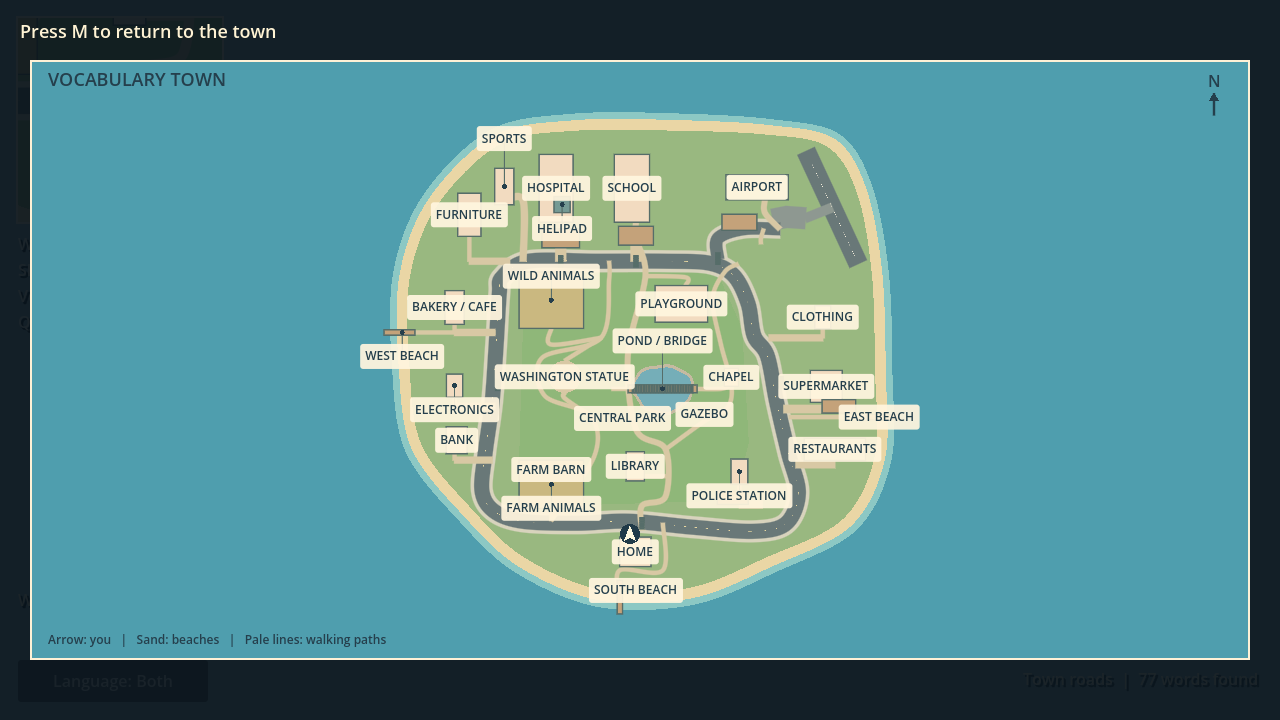 Press M to return to the town
VOCABULARY TOWN
N
SPORTS
HOSPITAL
SCHOOL
AIRPORT
FURNITURE
HELIPAD
WILD ANIMALS
BAKERY / CAFE
PLAYGROUND
CLOTHING
POND / BRIDGE
WEST BEACH
WASHINGTON STATUE
CHAPEL
SUPERMARKET
ELECTRONICS
CENTRAL PARK
GAZEBO
EAST BEACH
BANK
RESTAURANTS
FARM BARN
LIBRARY
POLICE STATION
FARM ANIMALS
HOME
SOUTH BEACH
Arrow: you | Sand: beaches | Pale lines: walking paths
Language: Both
Town roads | 77 words found